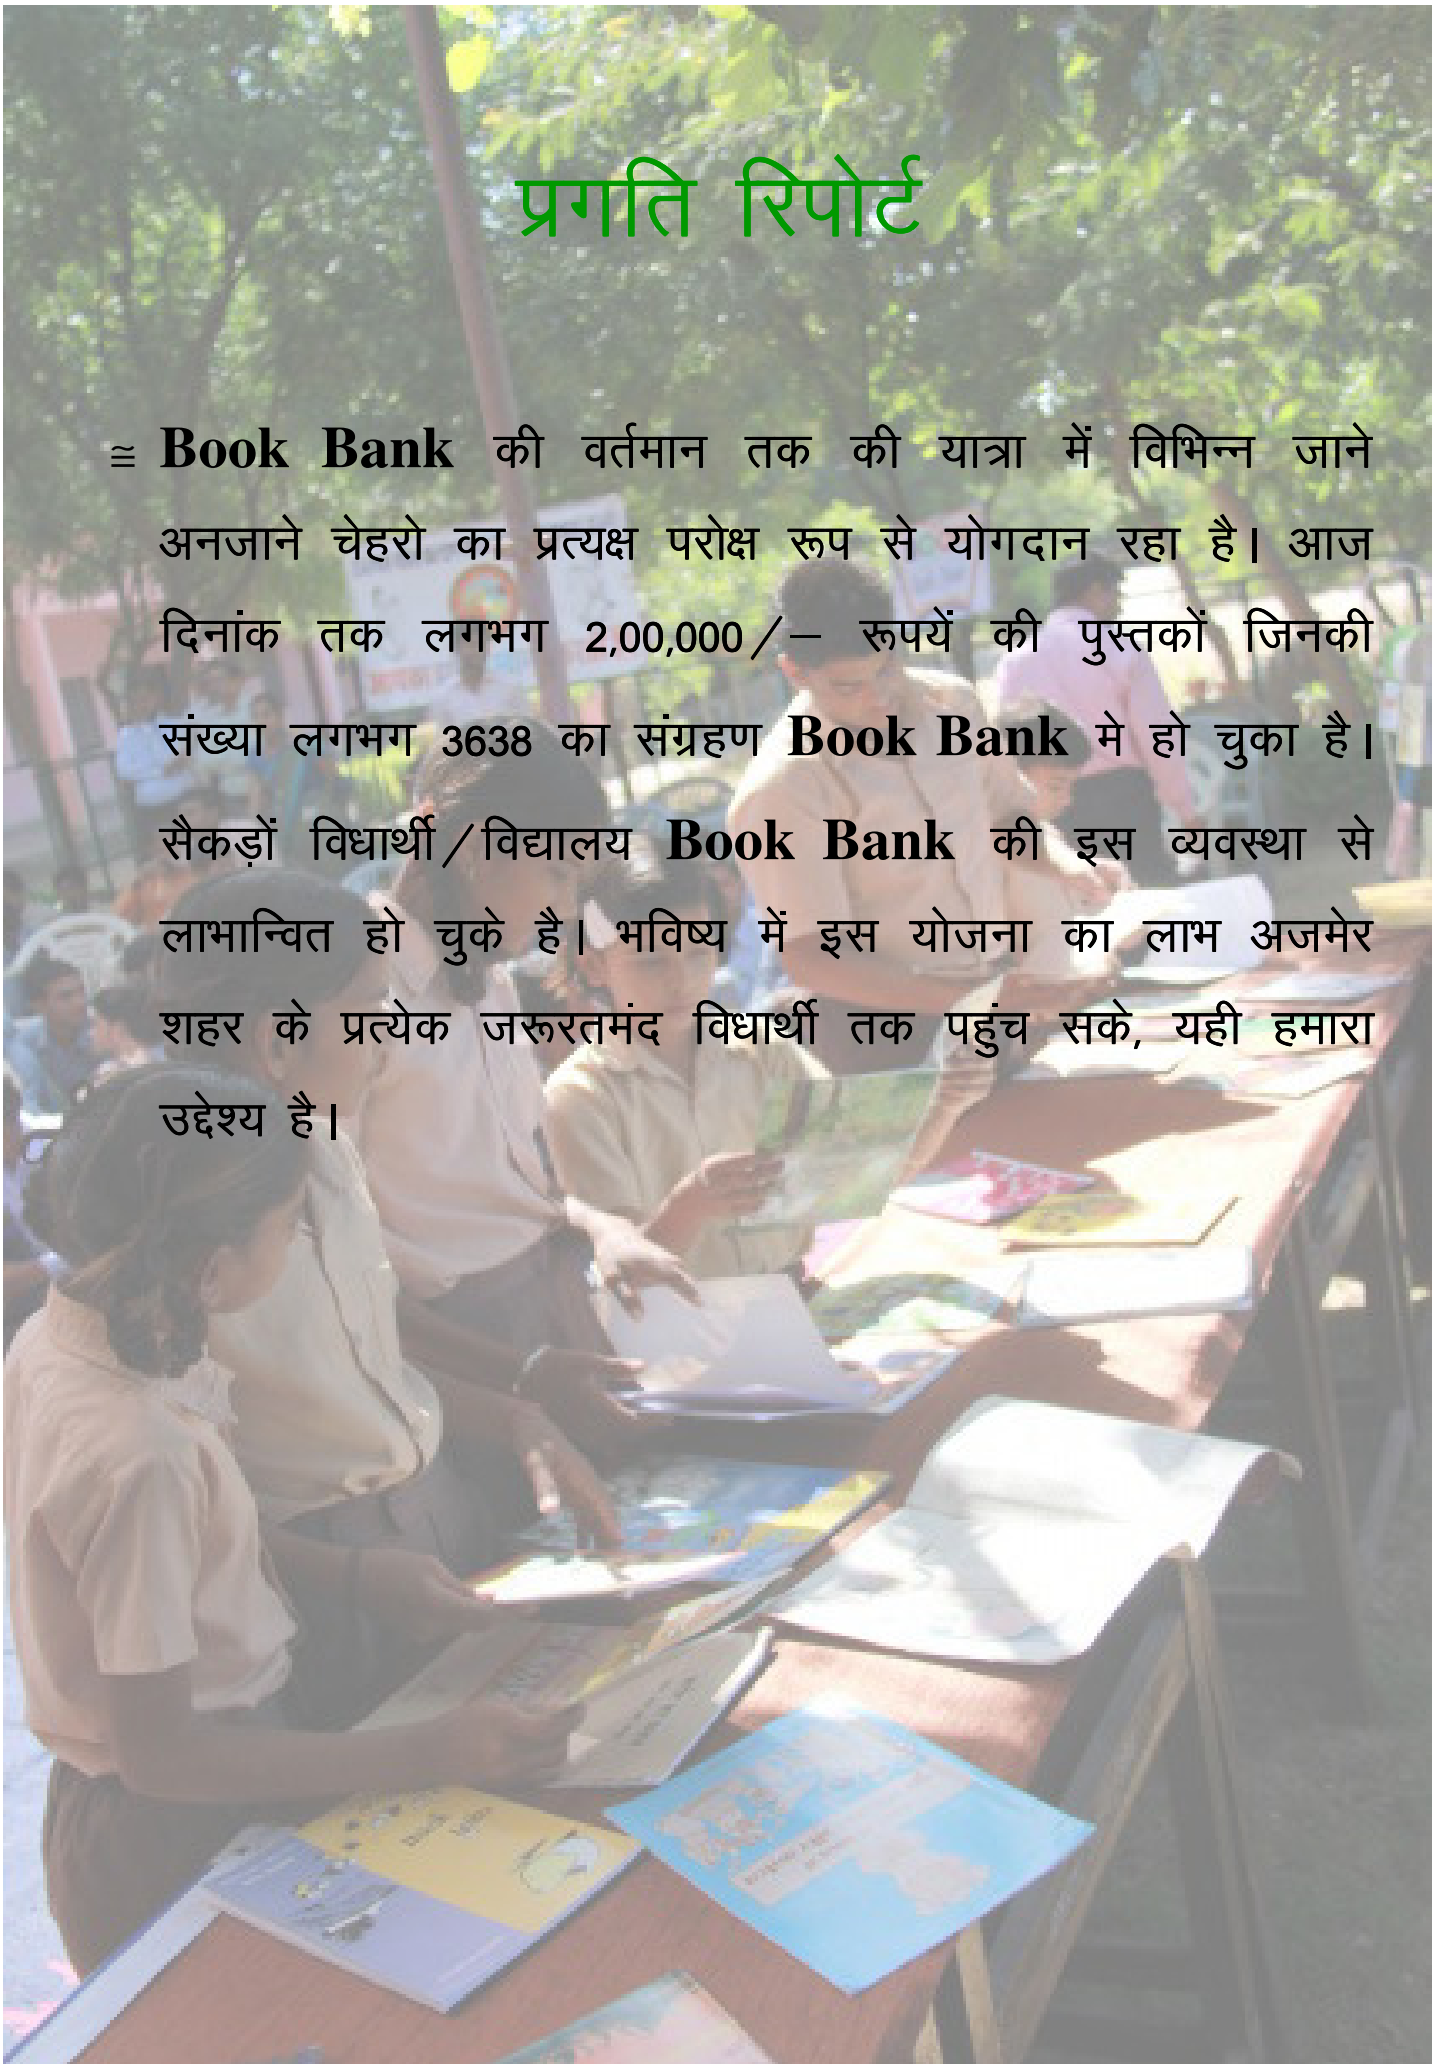 प्रगति रिपोर्ट
≅ Book Bank की वर्तमान तक की यात्रा में विभिन्न जाने
अनजाने चेहरो का प्रत्यक्ष परोक्ष रूप से योगदान रहा है। आज
दिनांक तक लगभग 2,00,000/– रूपयें की पुस्तकों जिनकी
संख्या लगभग 3638 का संग्रहण Book Bank मे हो चुका है।
सैकड़ों विधार्थी/विद्यालय Book Bank की इस व्यवस्था से
लाभान्वित हो चुके है। भविष्य में इस योजना का लाभ अजमेर
शहर के प्रत्येक जरूरतमंद विधार्थी तक पहुंच सके, यही हमारा
उद्देश्य है।